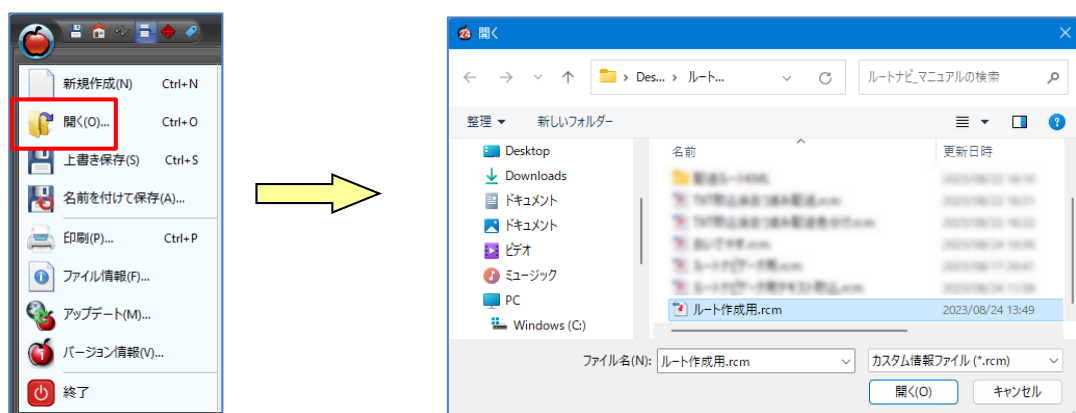 新規作成(N) Ctrl+N
開く(O)... Ctrl+O
上書き保存(S) Ctrl+S
名前を付けて保存(A)...
印刷(P)... Ctrl+P
ファイル情報(F)...
アップデート(M)...
バージョン情報(V)...
終了
開く
Des... › ルート...
ルートナビ_マニュアルの検索
整理 新しいフォルダー
名前 更新日時
Desktop
Downloads
ドキュメント
ドキュメント
ビデオ
ミュージック
PC
Windows (C:)
ルート作成用.rcm 2023/08/24 13:49
ファイル名(N): ルート作成用.rcm カスタム情報ファイル (*.rcm)
開く(O) キャンセル